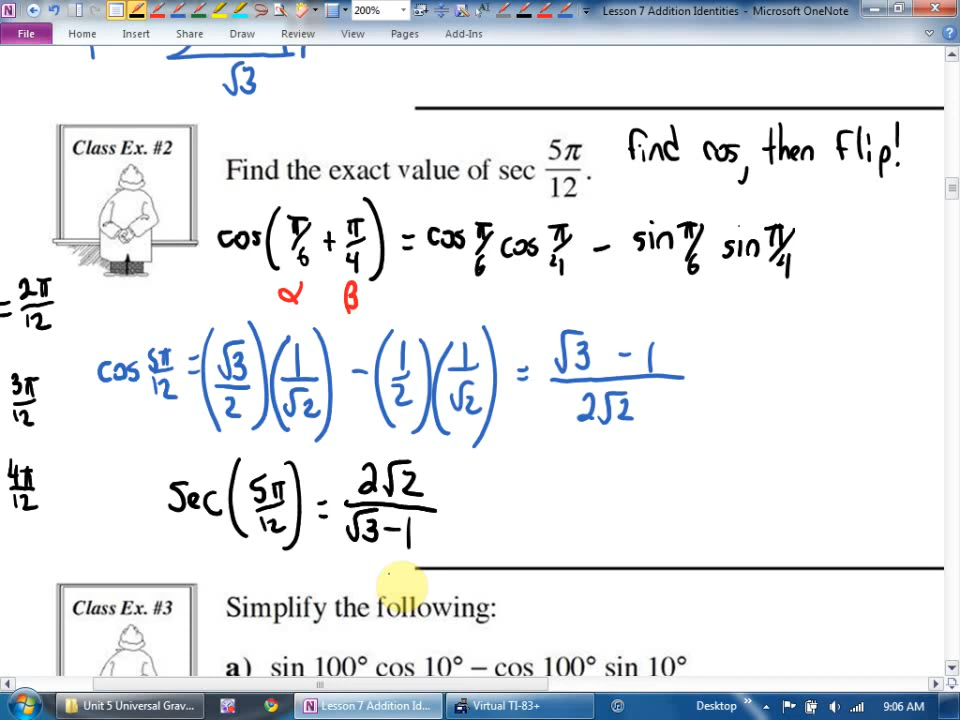 200%
Lesson 7 Addition Identities - Microsoft OneNote
File Home Insert Share Draw Review View Pages Add-Ins
√3
Class Ex. #2
Find the exact value of sec 5π/12.
find cos, then flip!
cos(π/6 + π/4) = cos π/6 cos π/4 - sin π/6 sin π/4
α β
= 2π/12
cos 5π/12 = (√3/2)(1/√2) - (1/2)(1/√2) = (√3 - 1)/(2√2)
3π/12
4π/12
Sec(5π/12) = 2√2/(√3 - 1)
Class Ex. #3
Simplify the following:
a) sin 100° cos 10° – cos 100° sin 10°
Unit 5 Universal Grav...
Lesson 7 Addition Id...
Virtual TI-83+
Desktop
9:06 AM